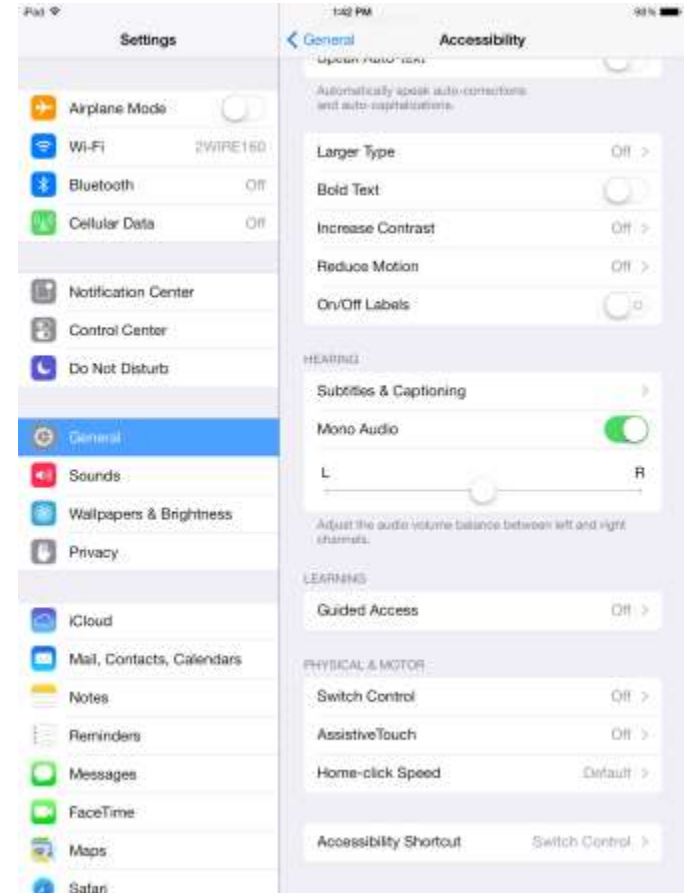 iPad
1:42 PM
98%
Settings
General
Accessibility
Speak Auto-text
Automatically speak auto-corrections
and auto-capitalizations.
Airplane Mode
Wi-Fi
2WIRE160
Bluetooth
Off
Cellular Data
Off
Notification Center
Control Center
Do Not Disturb
General
Sounds
Wallpapers & Brightness
Privacy
iCloud
Mail, Contacts, Calendars
Notes
Reminders
Messages
FaceTime
Maps
Safari
Larger Type
Off
Bold Text
Increase Contrast
Off
Reduce Motion
Off
On/Off Labels
HEARING
Subtitles & Captioning
Mono Audio
L
R
Adjust the audio volume balance between left and right
channels.
LEARNING
Guided Access
Off
PHYSICAL & MOTOR
Switch Control
Off
AssistiveTouch
Off
Home-click Speed
Default
Accessibility Shortcut
Switch Control